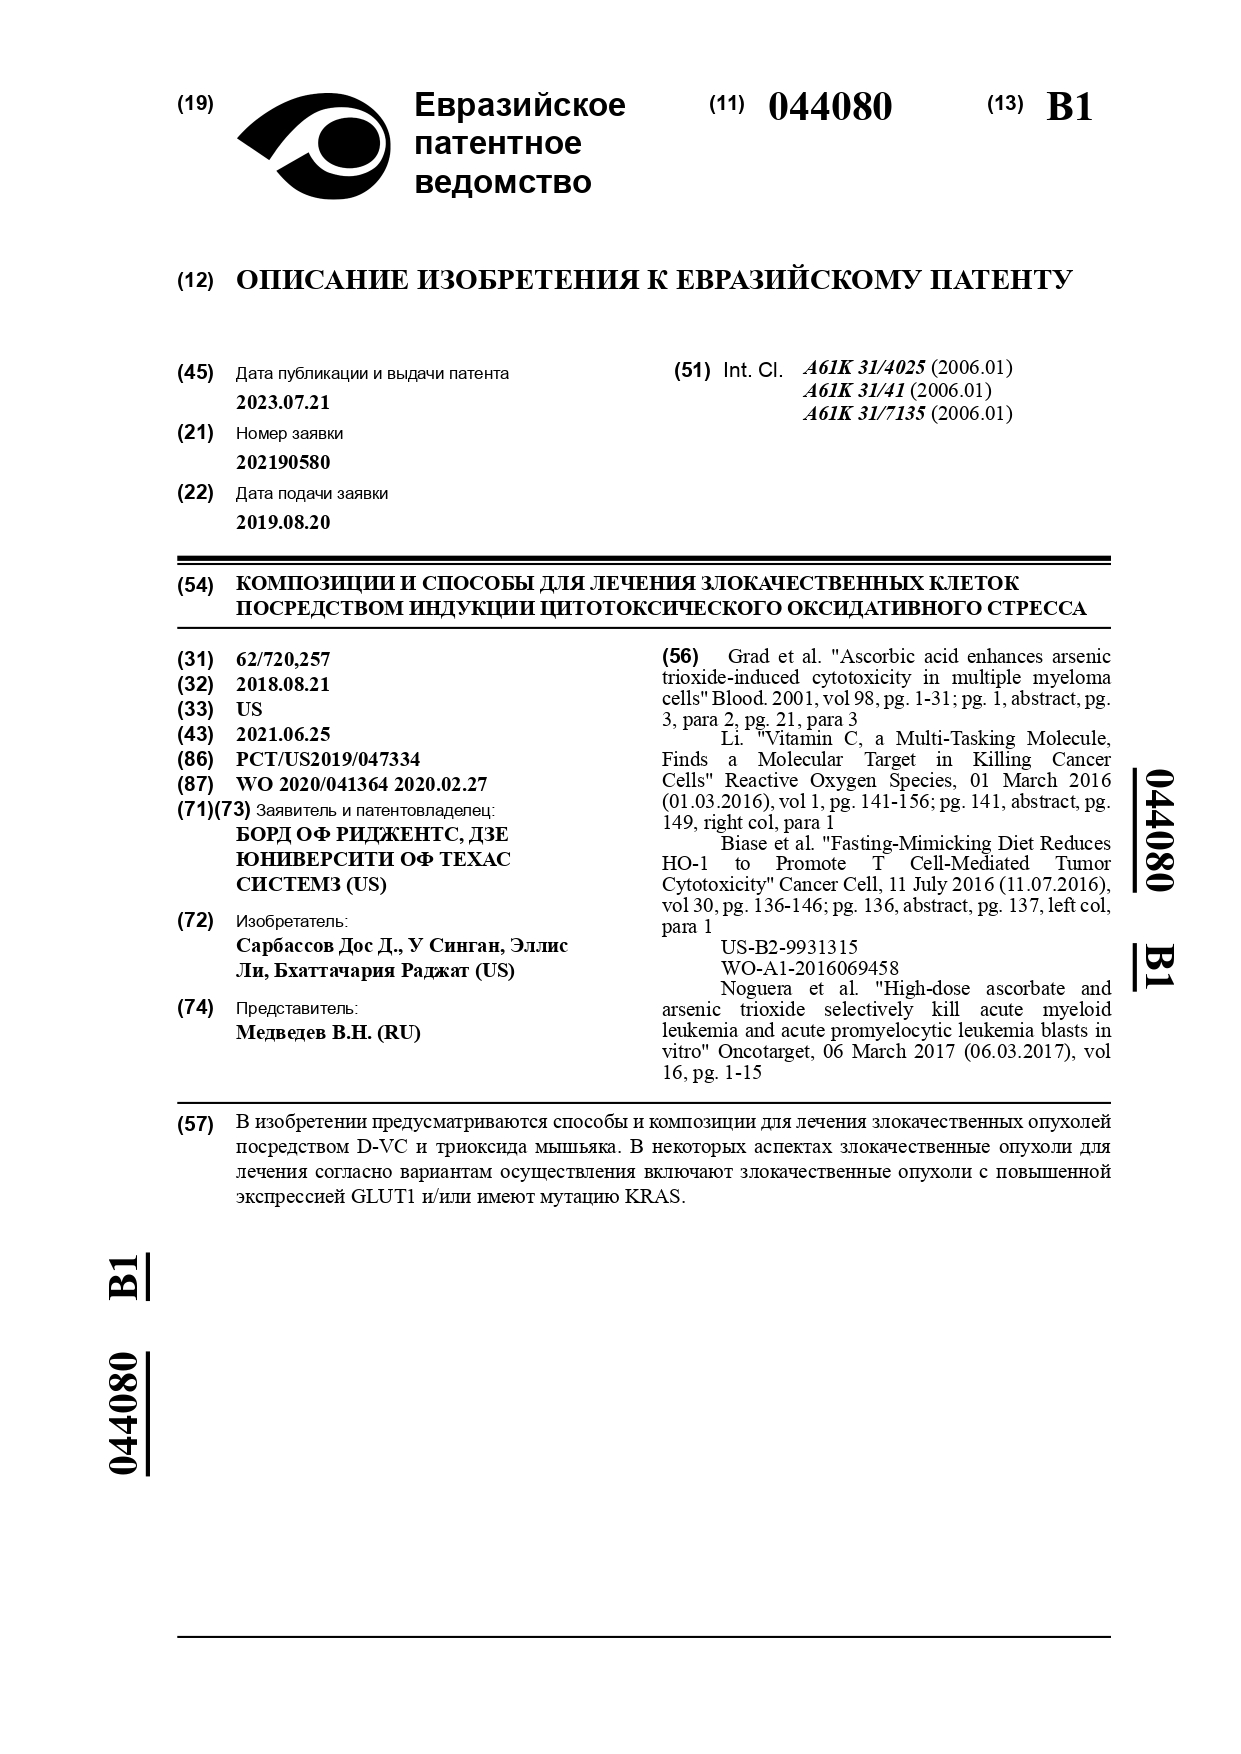 (19)
Евразийское
патентное
ведомство
(11) 044080
(13) B1
(12) ОПИСАНИЕ ИЗОБРЕТЕНИЯ К ЕВРАЗИЙСКОМУ ПАТЕНТУ
(45) Дата публикации и выдачи патента
2023.07.21
(21) Номер заявки
202190580
(22) Дата подачи заявки
2019.08.20
(51) Int. Cl. A61K 31/4025 (2006.01)
A61K 31/41 (2006.01)
A61K 31/7135 (2006.01)
(54) КОМПОЗИЦИИ И СПОСОБЫ ДЛЯ ЛЕЧЕНИЯ ЗЛОКАЧЕСТВЕННЫХ КЛЕТОК
ПОСРЕДСТВОМ ИНДУКЦИИ ЦИТОТОКСИЧЕСКОГО ОКСИДАТИВНОГО СТРЕССА
(31) 62/720,257
(32) 2018.08.21
(33) US
(43) 2021.06.25
(86) PCT/US2019/047334
(87) WO 2020/041364 2020.02.27
(71)(73) Заявитель и патентовладелец:
БОРД ОФ РИДЖЕНТС, ДЗЕ
ЮНИВЕРСИТИ ОФ ТЕХАС
СИСТЕМЗ (US)
(72) Изобретатель:
Сарбассов Дос Д., У Синган, Эллис
Ли, Бхаттачария Раджат (US)
(74) Представитель:
Медведев В.Н. (RU)
(56) Grad et al. "Ascorbic acid enhances arsenic
trioxide-induced cytotoxicity in multiple myeloma
cells" Blood. 2001, vol 98, pg. 1-31; pg. 1, abstract, pg.
3, para 2, pg. 21, para 3
Li. "Vitamin C, a Multi-Tasking Molecule,
Finds a Molecular Target in Killing Cancer
Cells" Reactive Oxygen Species, 01 March 2016
(01.03.2016), vol 1, pg. 141-156; pg. 141, abstract, pg.
149, right col, para 1
Biase et al. "Fasting-Mimicking Diet Reduces
HO-1 to Promote T Cell-Mediated Tumor
Cytotoxicity" Cancer Cell, 11 July 2016 (11.07.2016),
vol 30, pg. 136-146; pg. 136, abstract, pg. 137, left col,
para 1
US-B2-9931315
WO-A1-2016069458
Noguera et al. "High-dose ascorbate and
arsenic trioxide selectively kill acute myeloid
leukemia and acute promyelocytic leukemia blasts in
vitro" Oncotarget, 06 March 2017 (06.03.2017), vol
16, pg. 1-15
(57) В изобретении предусматриваются способы и композиции для лечения злокачественных опухолей
посредством D-VC и триоксида мышьяка. В некоторых аспектах злокачественные опухоли для
лечения согласно вариантам осуществления включают злокачественные опухоли с повышенной
экспрессией GLUT1 и/или имеют мутацию KRAS.
044080 B1
044080 B1